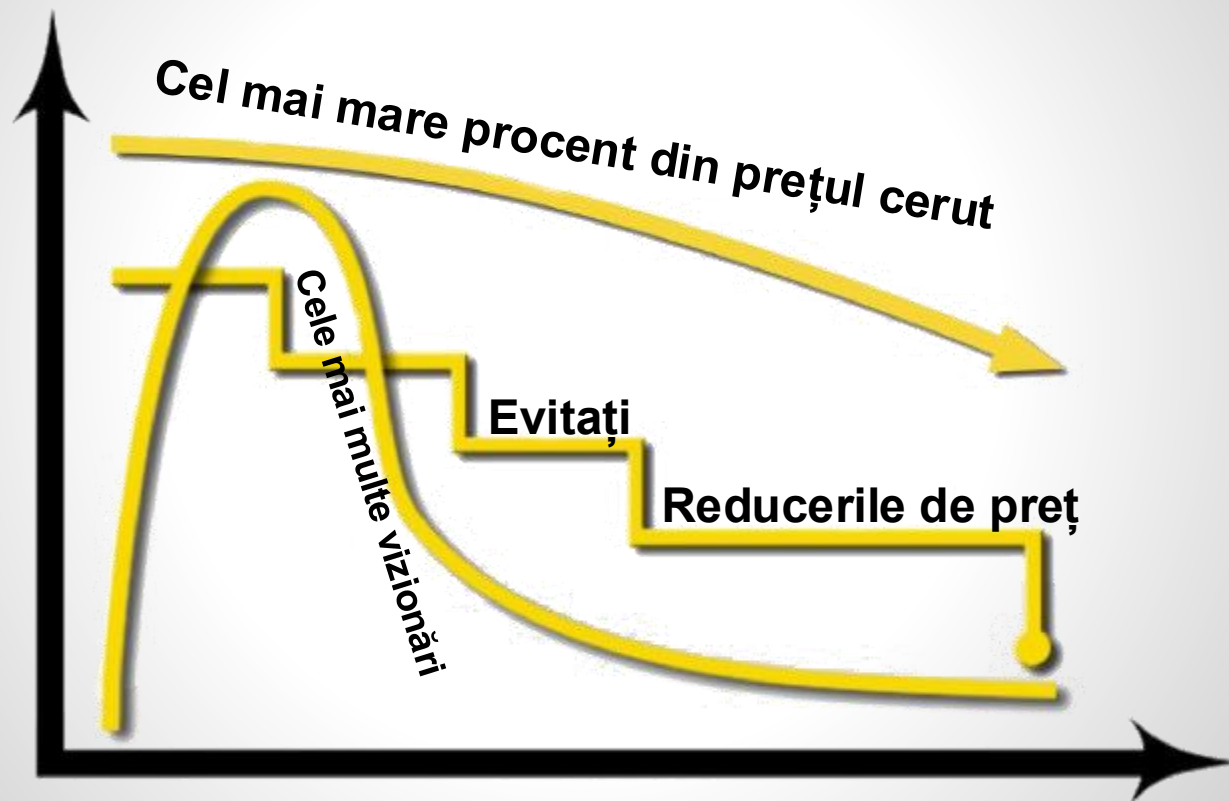 Cel mai mare procent din prețul cerut
Cele mai multe vizionări
Evitați
Reducerile de preț